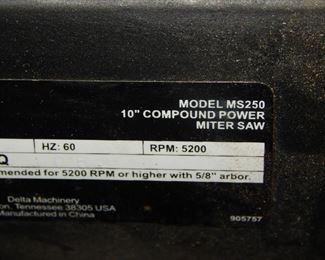 MODEL MS250
10" COMPOUND POWER
MITER SAW
HZ: 60 RPM: 5200
Q
mended for 5200 RPM or higher with 5/8" arbor.
Delta Machinery
on, Tennessee 38305 USA
Manufactured in China
905757